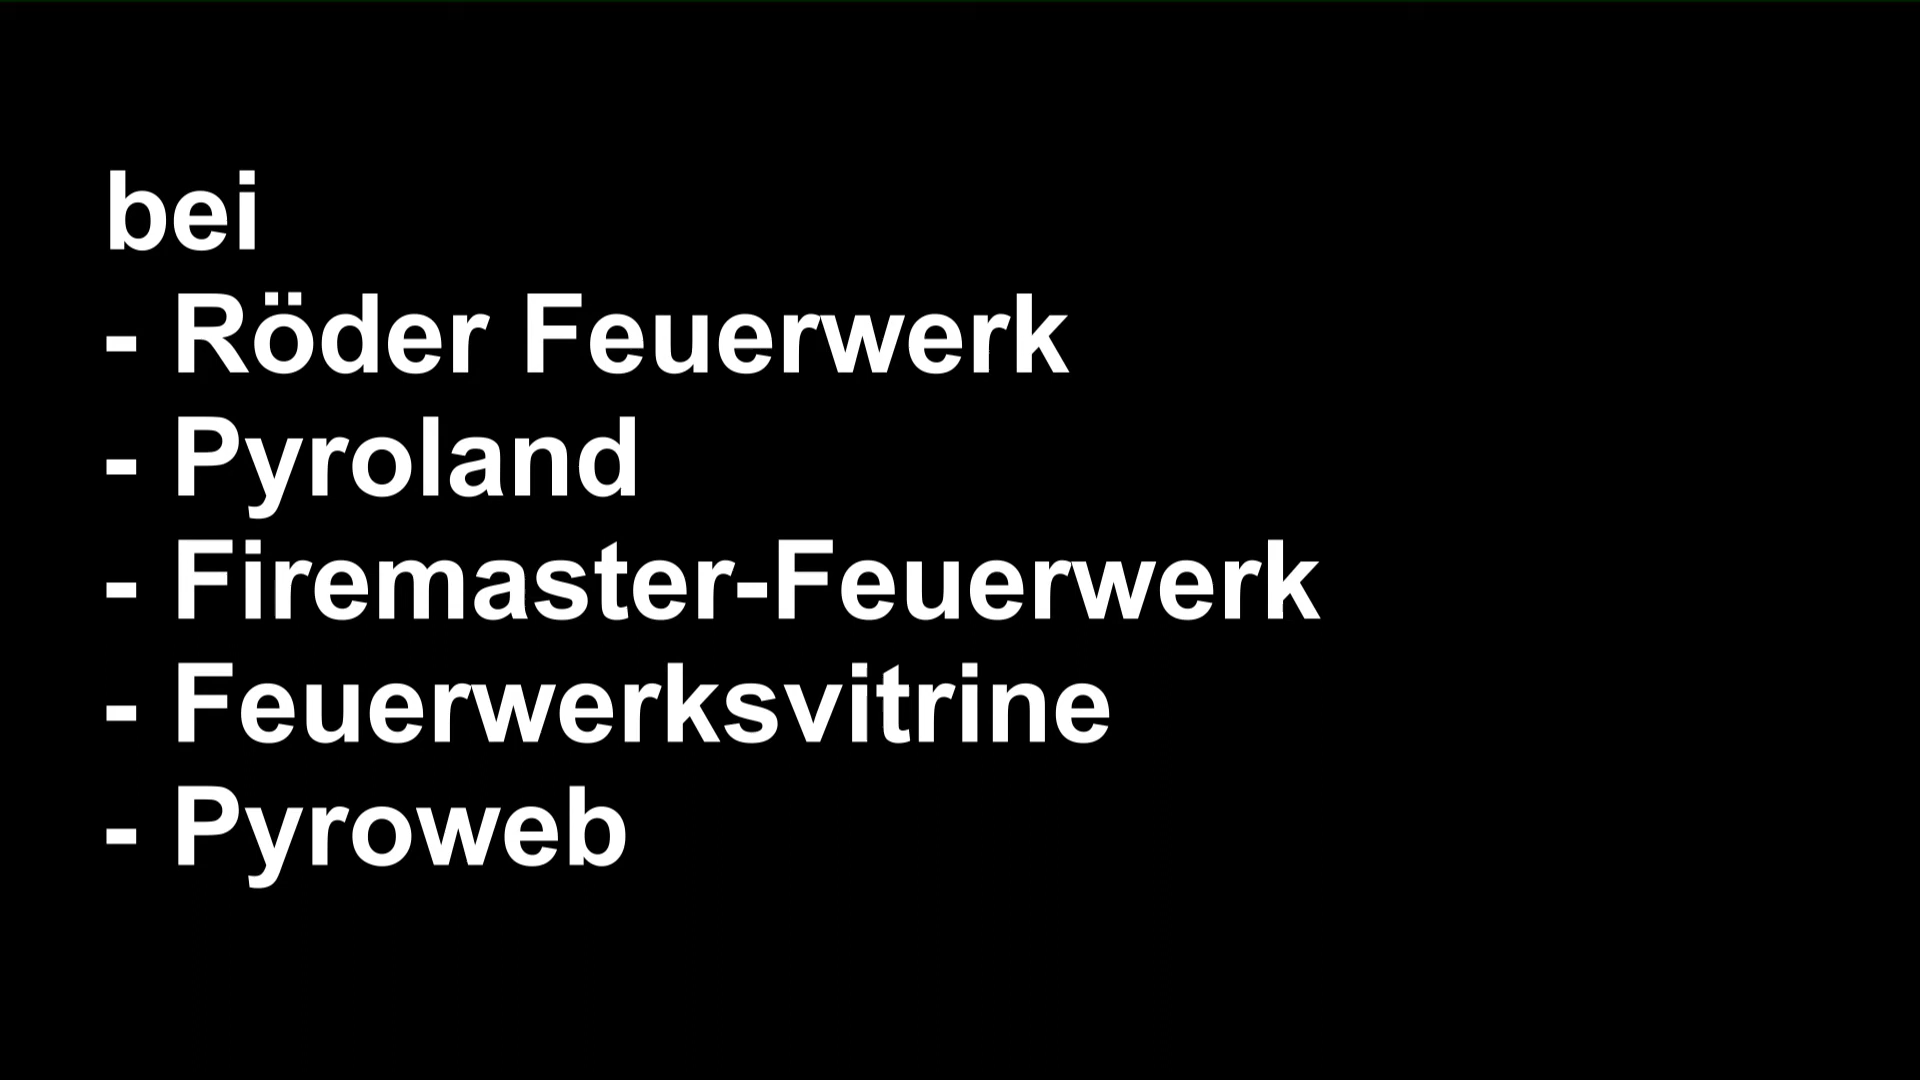 bei
- Röder Feuerwerk
- Pyroland
- Firemaster-Feuerwerk
- Feuerwerksvitrine
- Pyroweb